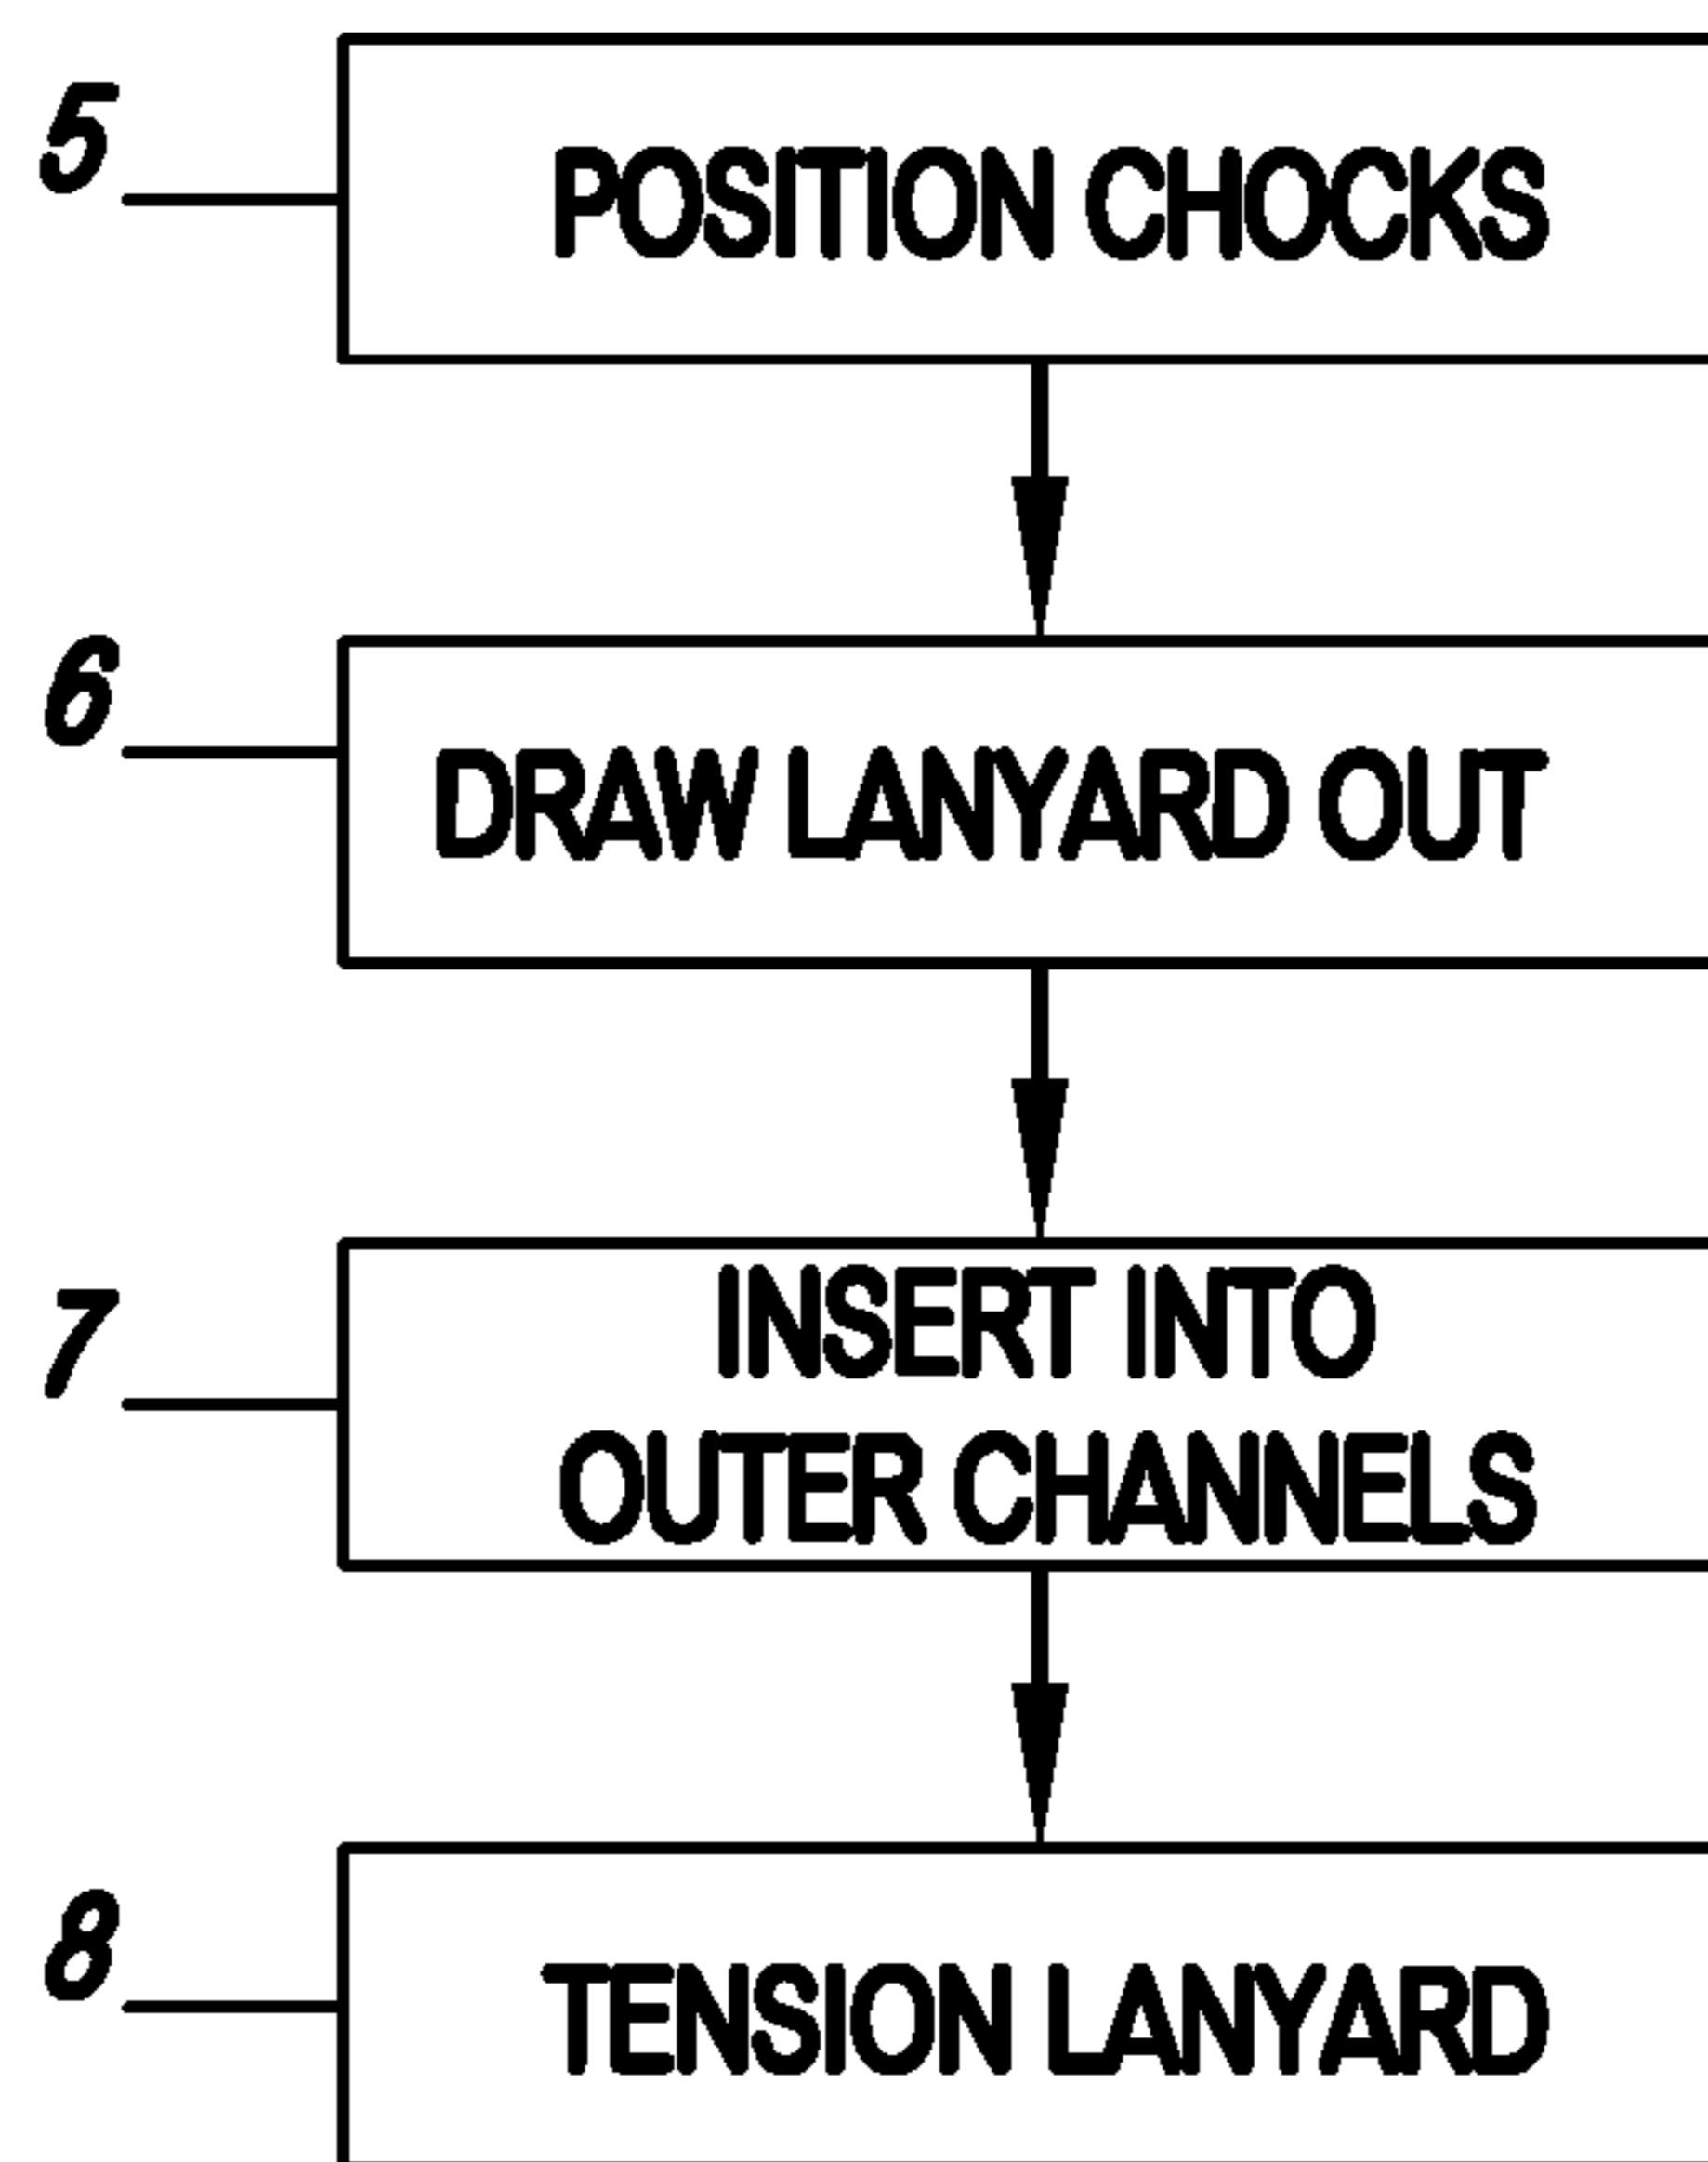 5
POSITION CHOCKS
6
DRAW LANYARD OUT
7
INSERT INTO
OUTER CHANNELS
8
TENSION LANYARD